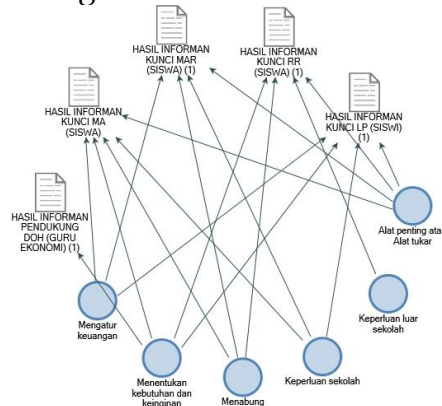 HASIL INFORMAN
KUNCI MAR
(SISWA) (1)
HASIL INFORMAN
KUNCI RR
(SISWA) (1)
HASIL INFORMAN
KUNCI MA
(SISWA)
HASIL INFORMAN
KUNCI LP (SISWI)
(1)
HASIL INFORMAN
PENDUKUNG
DOH (GURU
EKONOMI) (1)
Alat penting ata
Alat tukar
Keperluan luar
sekolah
Mengatur
keuangan
Menentukan
kebutuhan dan
keinginan
Menabung
Keperluan sekolah